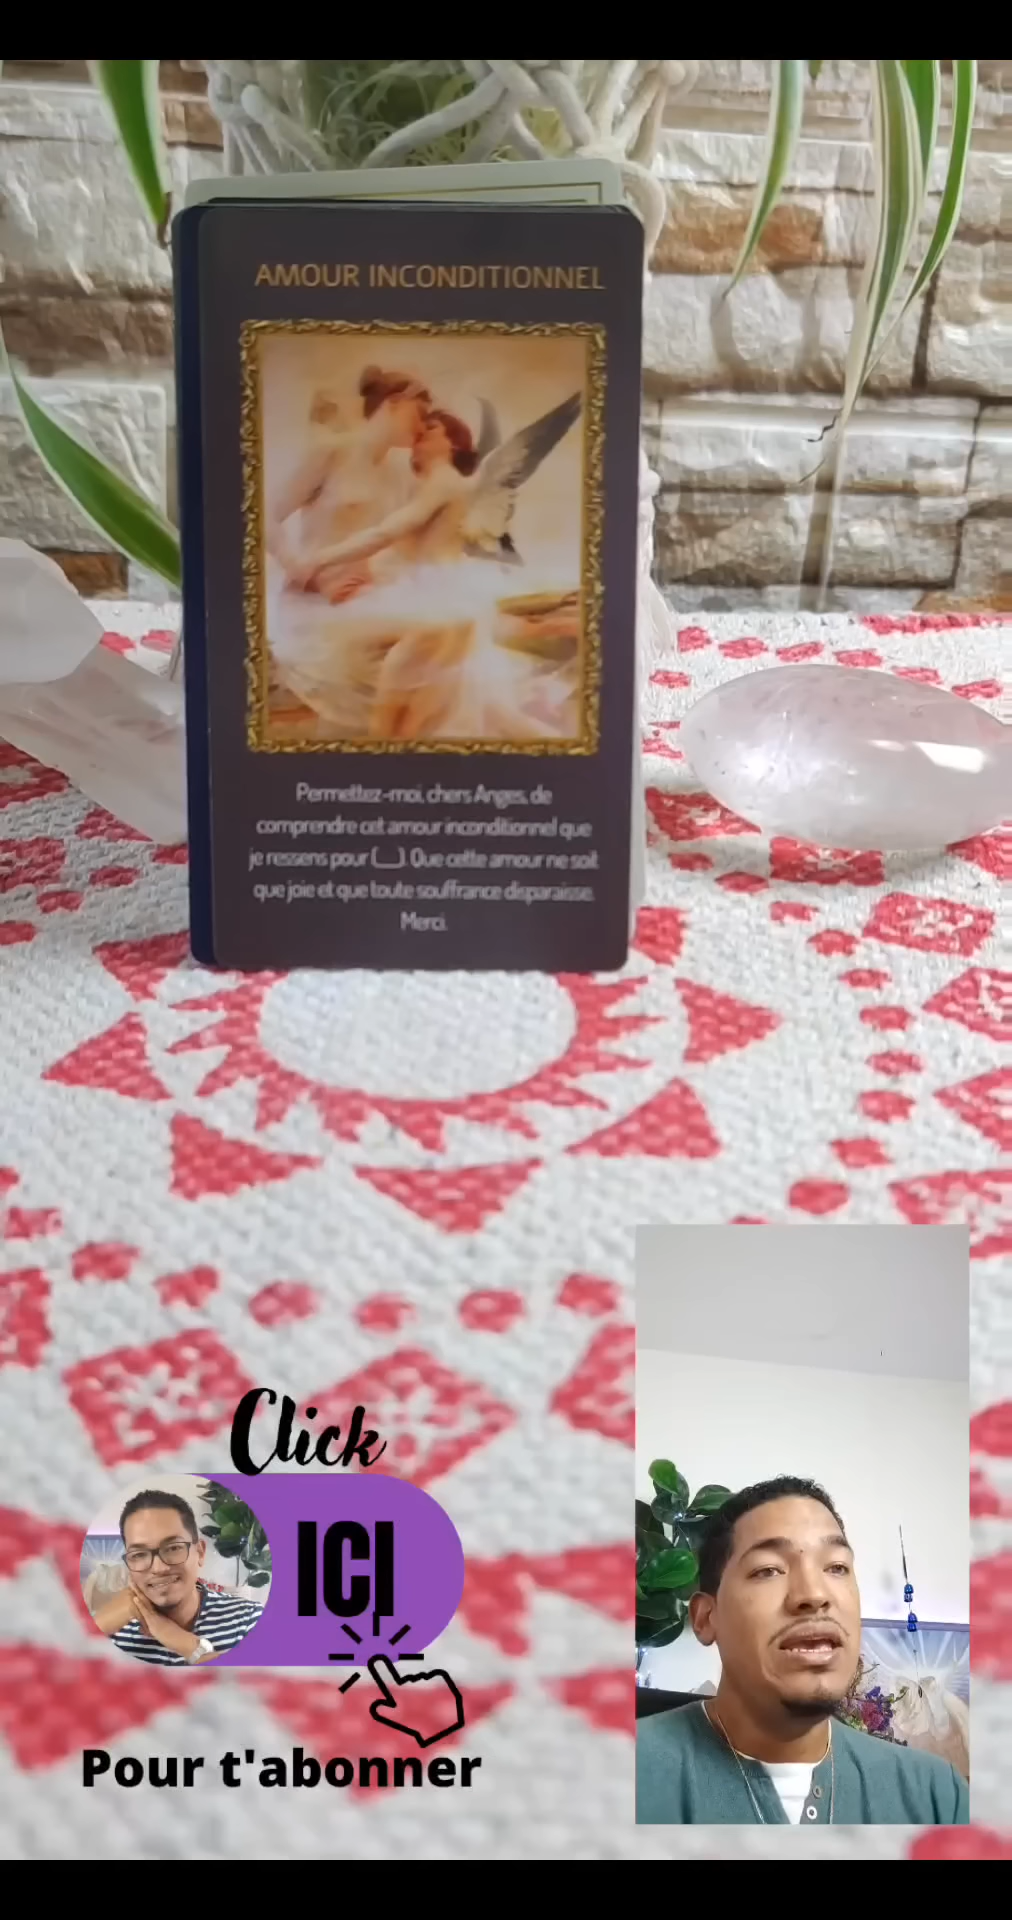 AMOUR INCONDITIONNEL
Permettez-moi, chers Anges, de
comprendre cet amour inconditionnel que
je ressens pour (__). Que cette amour ne soit
que joie et que toute souffrance disparaisse.
Merci.
Click
ICI
Pour t'abonner